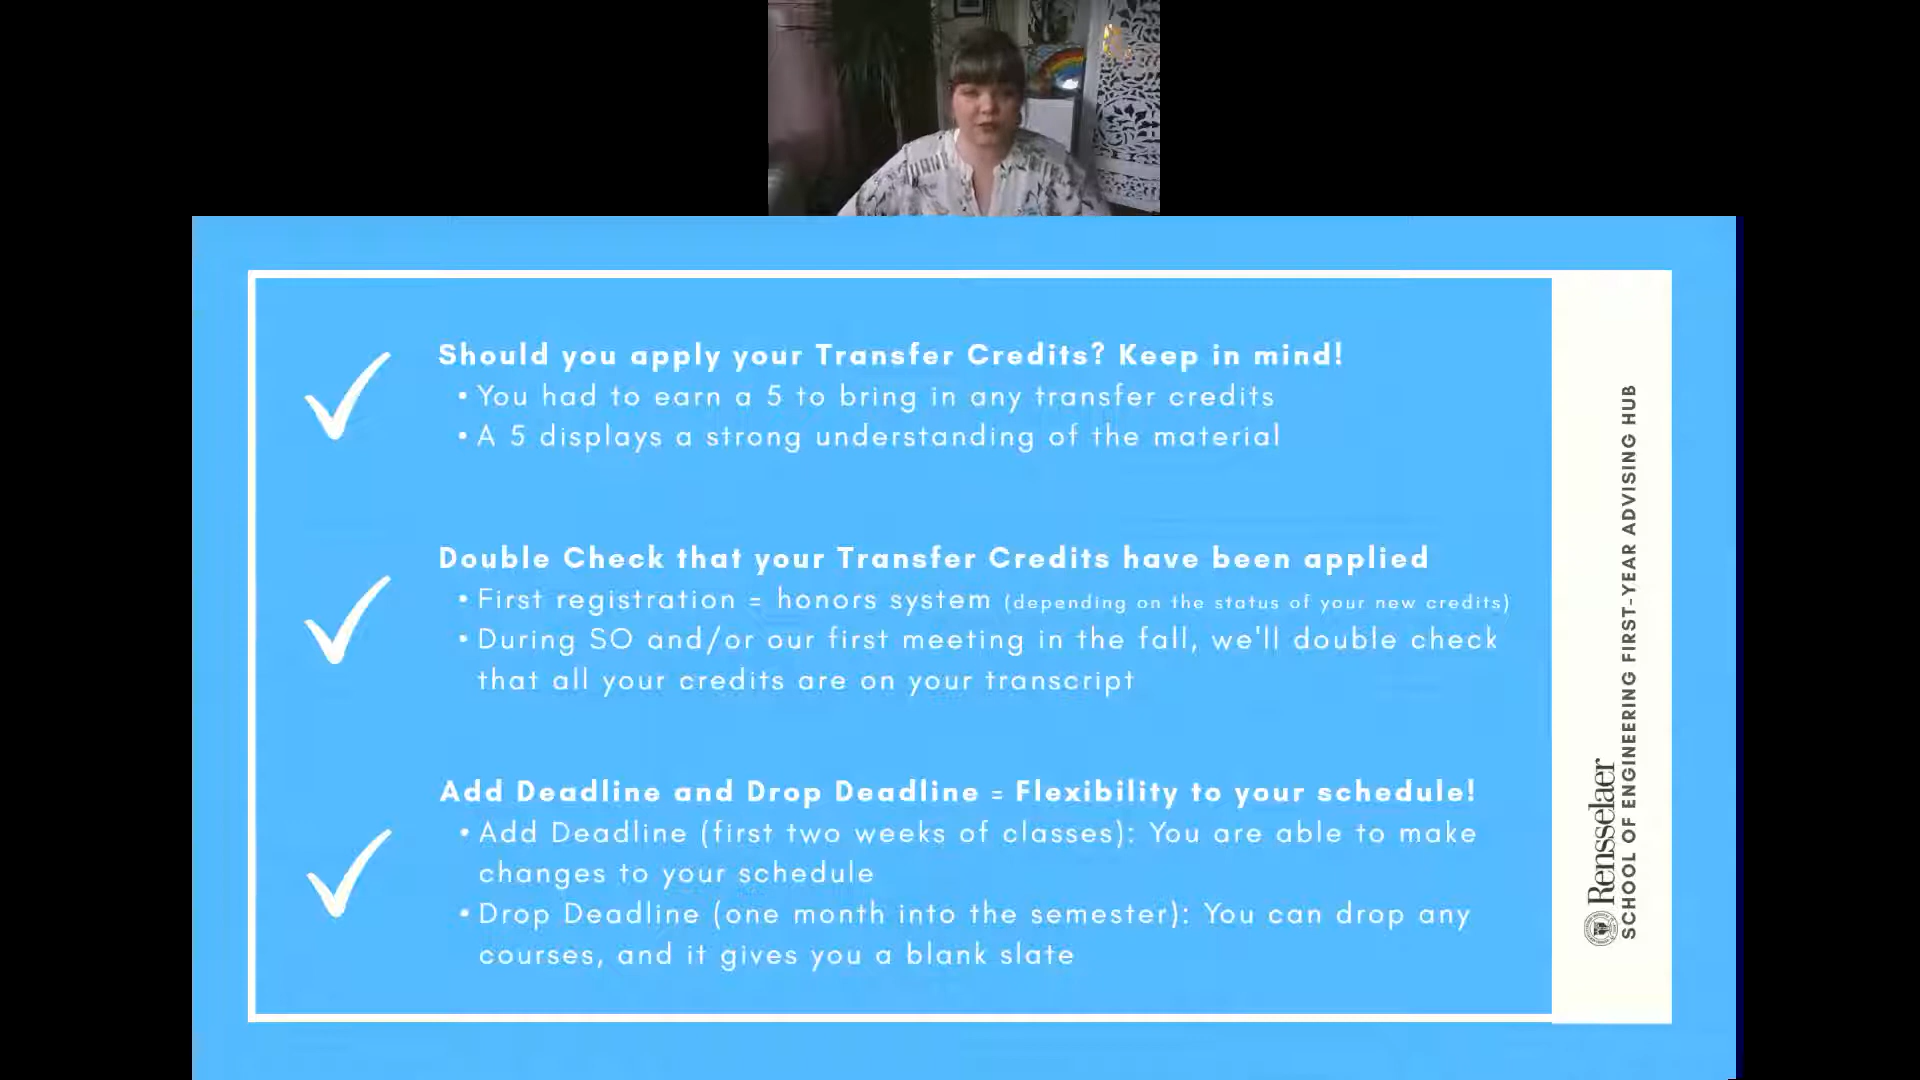 Should you apply your Transfer Credits? Keep in mind!
• You had to earn a 5 to bring in any transfer credits
• A 5 displays a strong understanding of the material
Double Check that your Transfer Credits have been applied
• First registration = honors system (depending on the status of your new credits)
• During SO and/or our first meeting in the fall, we'll double check
that all your credits are on your transcript
Add Deadline and Drop Deadline = Flexibility to your schedule!
• Add Deadline (first two weeks of classes): You are able to make
changes to your schedule
• Drop Deadline (one month into the semester): You can drop any
courses, and it gives you a blank slate
Rensselaer
SCHOOL OF ENGINEERING FIRST-YEAR ADVISING HUB